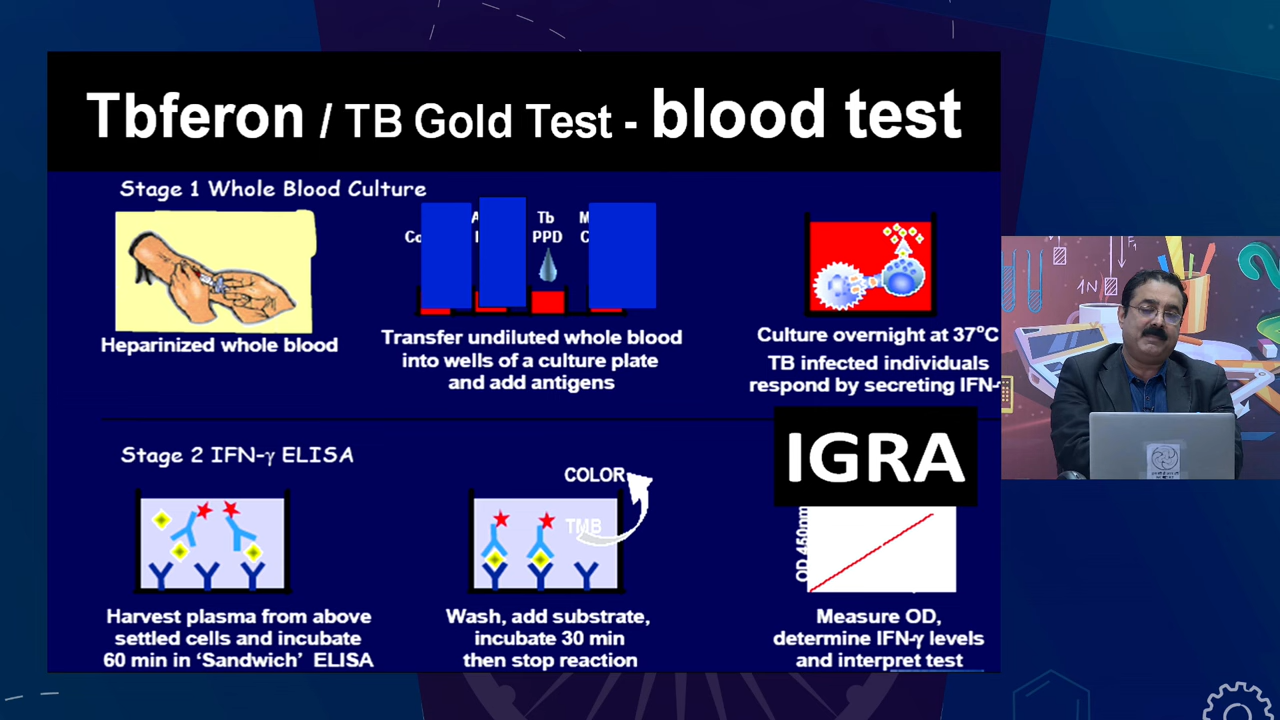 Tbferon / TB Gold Test - blood test
Stage 1 Whole Blood Culture
Tb
PPD
Heparinized whole blood
Transfer undiluted whole blood
into wells of a culture plate
and add antigens
Culture overnight at 37°C
TB infected individuals
respond by secreting IFN-
Stage 2 IFN-γ ELISA
COLOR
TMB
IGRA
OD 450nm
Harvest plasma from above
settled cells and incubate
60 min in ‘Sandwich’ ELISA
Wash, add substrate,
incubate 30 min
then stop reaction
Measure OD,
determine IFN-γ levels
and interpret test
1N